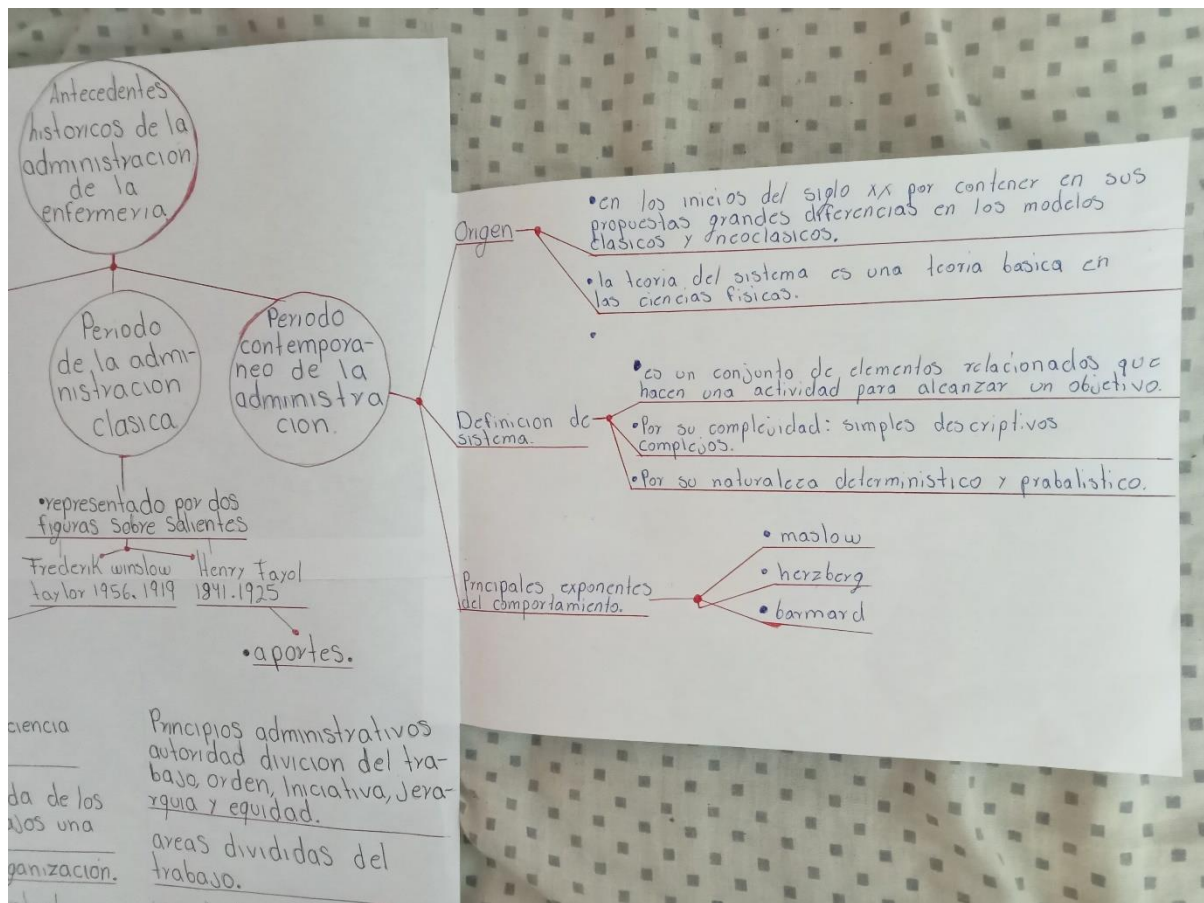 Antecedentes
historicos de la
administracion
de la
enfermeria
Periodo
de la admi-
nistracion
clasica
•representado por dos
figuras sobre salientes
Frederik winslow
taylor 1956.1919
Henry Fayol
1841.1925
•aportes.
ciencia
da de los
ajos una
ganización.
Principios administrativos
autoridad divicion del tra-
bajo, orden, Iniciativa, Jera-
rquia y equidad.
areas divididas del
trabajo.
Periodo
contempora-
neo de la
administra
cion.
Origen
•en los inicios del siglo xx por contener en sus
propuestas grandes diferencias en los modelos
clasicos y neoclasicos.
•la teoria del sistema es una teoria basica en
las ciencias fisicas.
•
Definicion de
sistema.
•es un conjunto de elementos relacionados que
hacen una actividad para alcanzar un objetivo.
•Por su complejidad: simples descriptivos
complejos.
•Por su naturaleza deterministico y prabalistico.
Principales exponentes
del comportamiento.
• maslow
• herzberg
• barmard